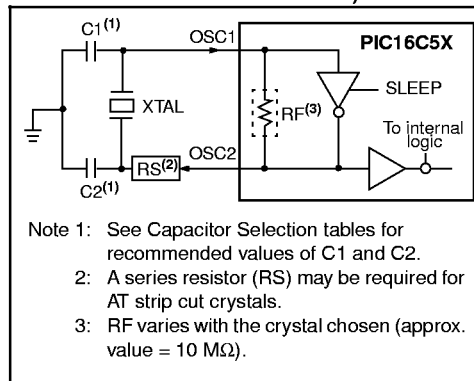 C1(1)
OSC1
PIC16C5X
SLEEP
XTAL
RF(3)
To internal
logic
OSC2
RS(2)
C2(1)
Note 1: See Capacitor Selection tables for
recommended values of C1 and C2.
2: A series resistor (RS) may be required for
AT strip cut crystals.
3: RF varies with the crystal chosen (approx.
value = 10 MΩ).